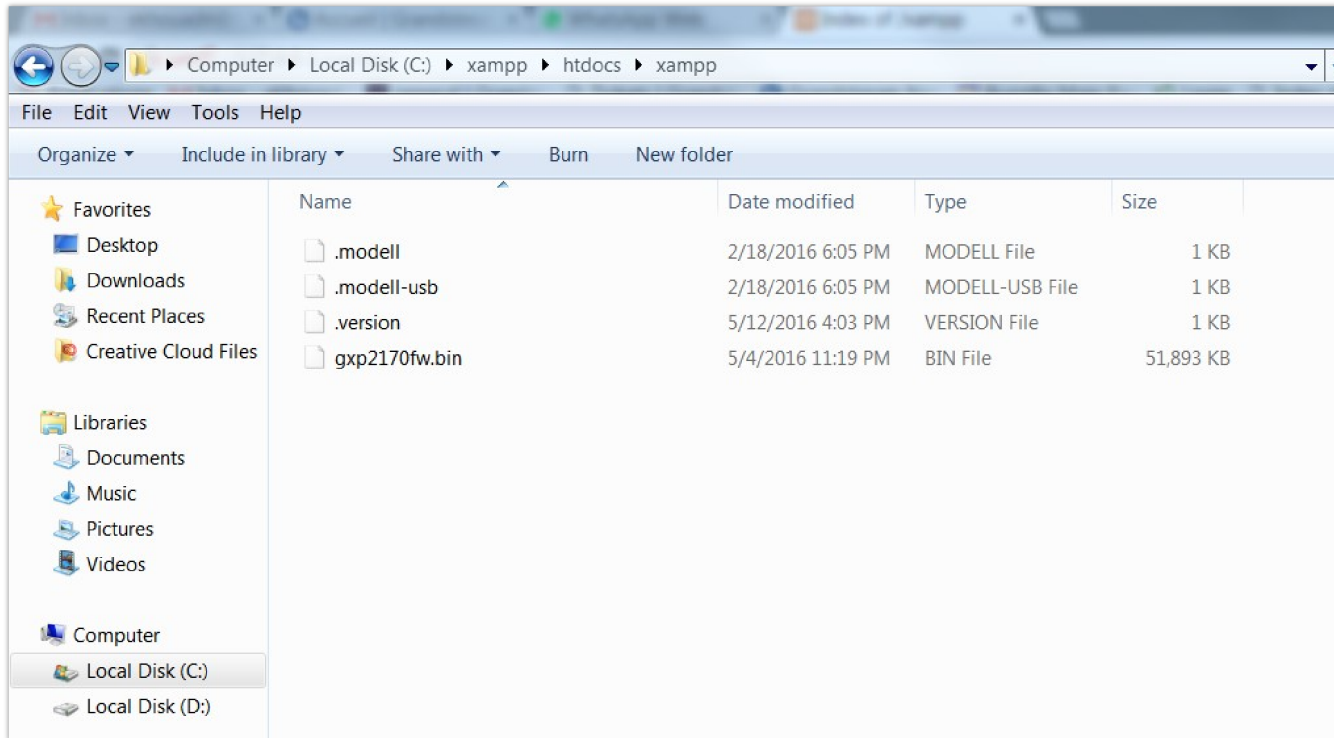 Computer Local Disk (C:) xampp htdocs xampp
File Edit View Tools Help
Organize Include in library Share with Burn New folder
Favorites
Desktop
Downloads
Recent Places
Creative Cloud Files
Libraries
Documents
Music
Pictures
Videos
Computer
Local Disk (C:)
Local Disk (D:)
Name Date modified Type Size
.modell 2/18/2016 6:05 PM MODELL File 1 KB
.modell-usb 2/18/2016 6:05 PM MODELL-USB File 1 KB
.version 5/12/2016 4:03 PM VERSION File 1 KB
gxp2170fw.bin 5/4/2016 11:19 PM BIN File 51,893 KB